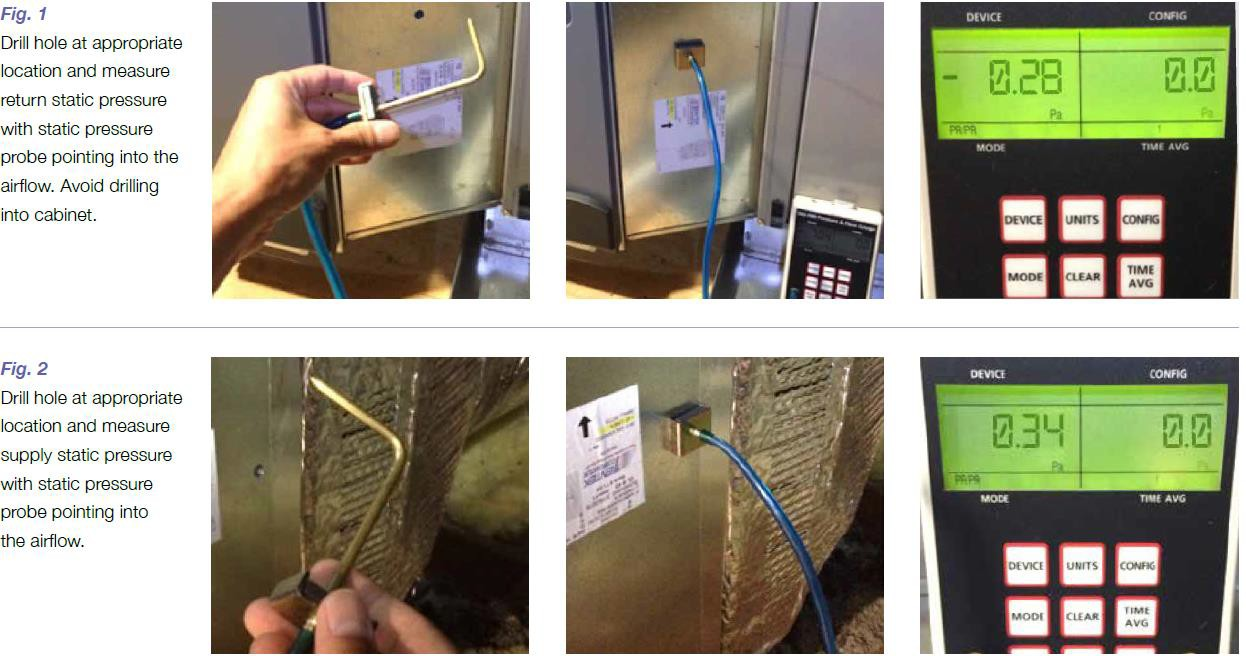 Fig. 1
Drill hole at appropriate
location and measure
return static pressure
with static pressure
probe pointing into the
airflow. Avoid drilling
into cabinet.
DEVICE CONFIG
- 0.28 0.0
Pa Pa
PR/PR 1
MODE TIME AVG
DEVICE UNITS CONFIG
MODE CLEAR TIME AVG
Fig. 2
Drill hole at appropriate
location and measure
supply static pressure
with static pressure
probe pointing into
the airflow.
DEVICE CONFIG
0.34 0.0
Pa Pa
PR/PR 1
MODE TIME AVG
DEVICE UNITS CONFIG
MODE CLEAR TIME AVG